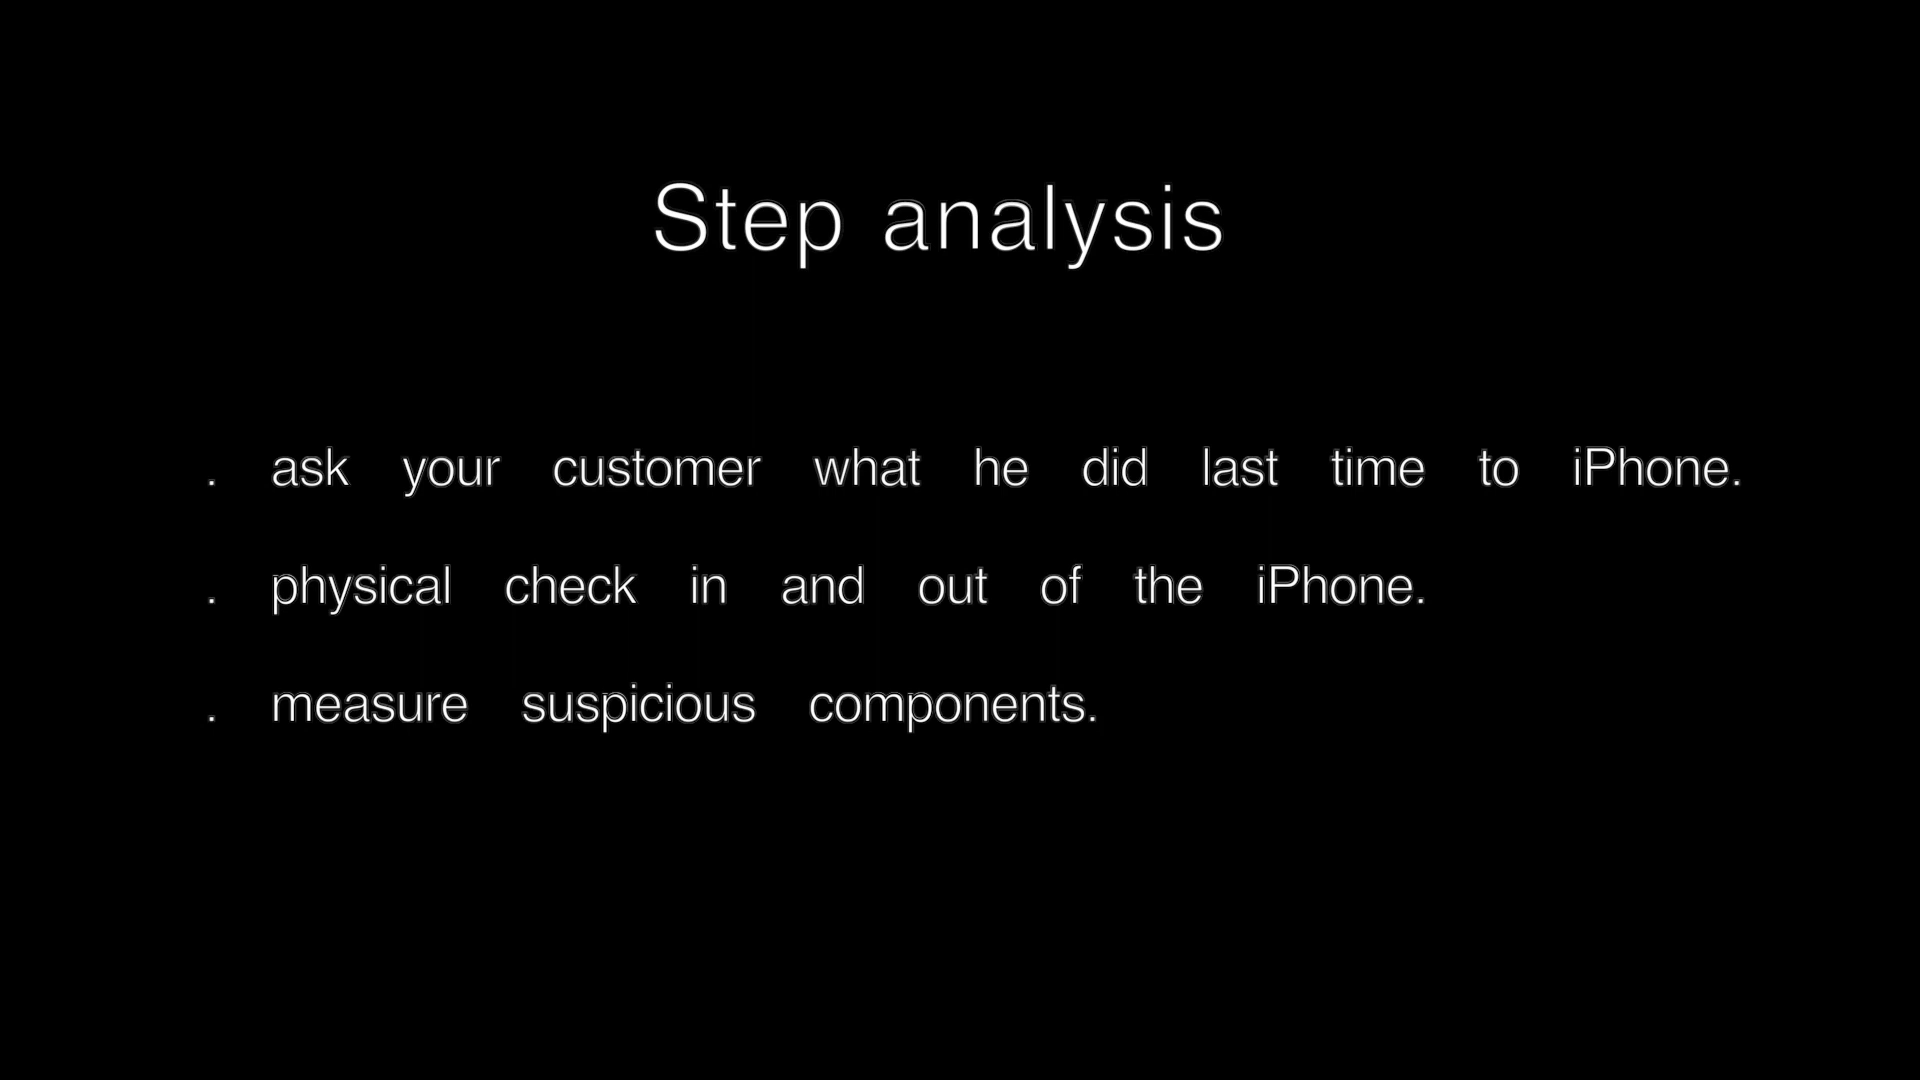 Step analysis
. ask your customer what he did last time to iPhone.
. physical check in and out of the iPhone.
. measure suspicious components.